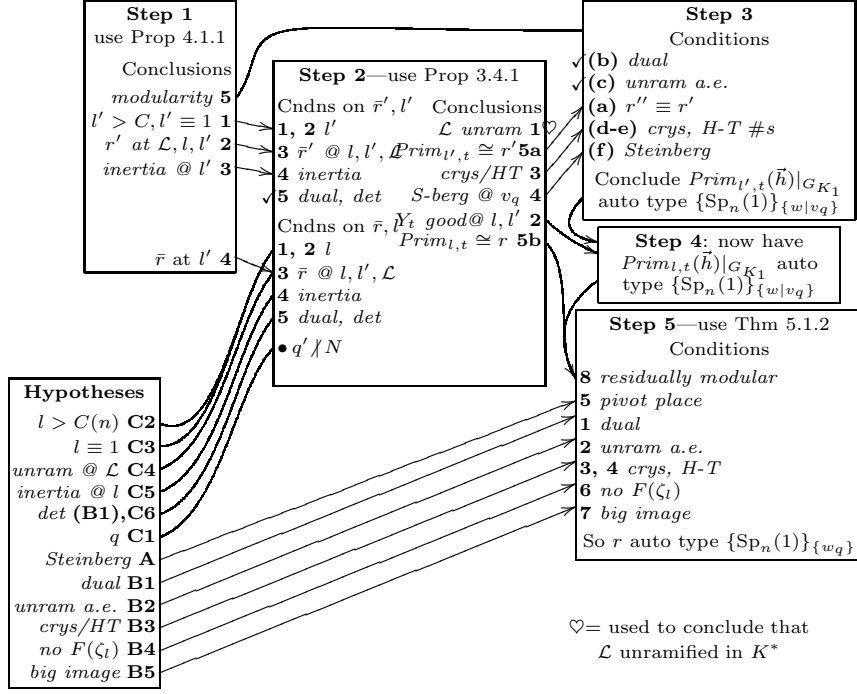 Step 1
use Prop 4.1.1
Conclusions
modularity 5
l′ > C, l′ ≡ 1 1
r′ at ℒ, l, l′ 2
inertia @ l′ 3
r̄ at l′ 4
Step 2—use Prop 3.4.1
Cndns on r̄′, l′
1, 2 l′
3 r̄′ @ l, l′, ℒ
4 inertia
✓5 dual, det
Cndns on r̄, l
1, 2 l
3 r̄ @ l, l′, ℒ
4 inertia
5 dual, det
• q′ ∤ N
Conclusions
ℒ unram 1♡
Prim_{l′,t} ≅ r′ 5a
crys/HT 3
S-berg @ v_q 4
Y_t good@ l, l′ 2
Prim_{l,t} ≅ r 5b
Step 3
Conditions
✓(b) dual
✓(c) unram a.e.
(a) r″ ≡ r′
(d-e) crys, H-T #s
(f) Steinberg
Conclude Prim_{l′,t}(h⃗)|_{G_{K_1}}
auto type {Sp_n(1)}_{{w|v_q}}
Step 4: now have
Prim_{l,t}(h⃗)|_{G_{K_1}} auto
type {Sp_n(1)}_{{w|v_q}}
Step 5—use Thm 5.1.2
Conditions
8 residually modular
5 pivot place
1 dual
2 unram a.e.
3, 4 crys, H-T
6 no F(ζ_l)
7 big image
So r auto type {Sp_n(1)}_{{w_q}}
Hypotheses
l > C(n) C2
l ≡ 1 C3
unram @ ℒ C4
inertia @ l C5
det (B1),C6
q C1
Steinberg A
dual B1
unram a.e. B2
crys/HT B3
no F(ζ_l) B4
big image B5
♡= used to conclude that
ℒ unramified in K*